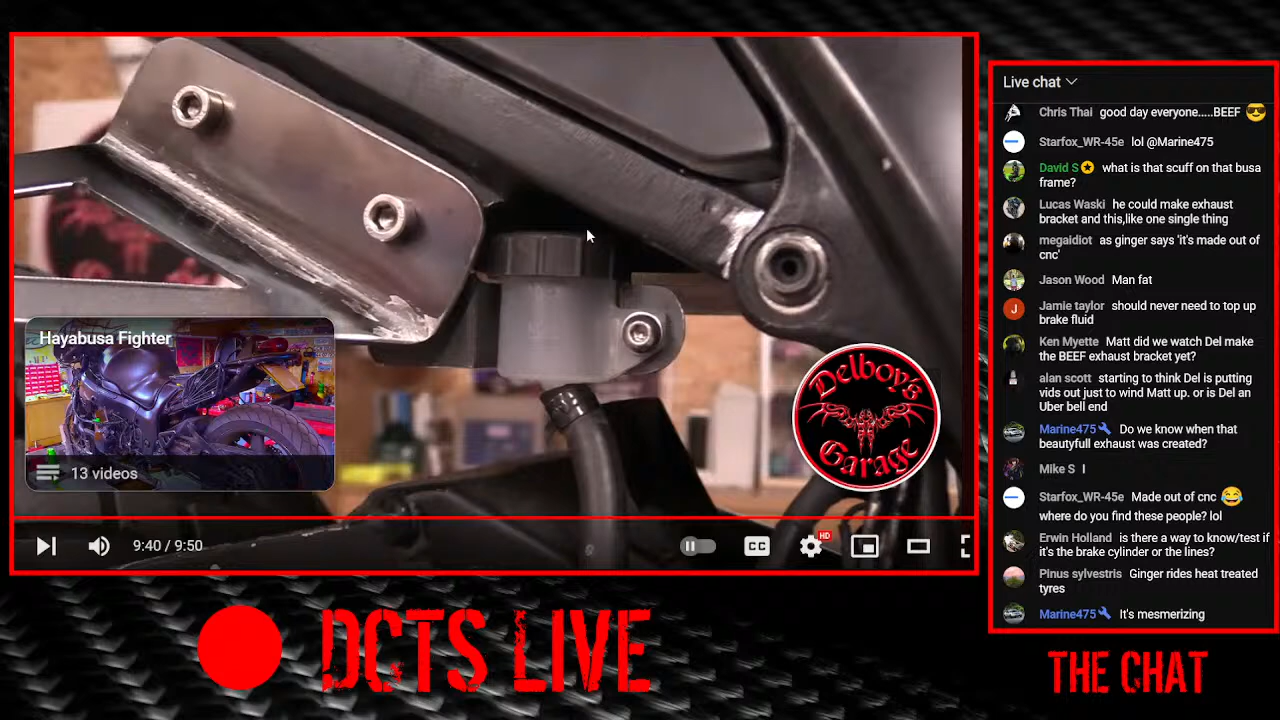 Hayabusa Fighter
13 videos
Delboy's
Garage
9:40 / 9:50
CC
HD
DCTS LIVE
Live chat
Chris Thai good day everyone.....BEEF 😎
Starfox_WR-45e lol @Marine475
David S what is that scuff on that busa
frame?
Lucas Waski he could make exhaust
bracket and this,like one single thing
megaidiot as ginger says 'it's made out of
cnc'
Jason Wood Man fat
J
Jamie taylor should never need to top up
brake fluid
Ken Myette Matt did we watch Del make
the BEEF exhaust bracket yet?
alan scott starting to think Del is putting
vids out just to wind Matt up. or is Del an
Uber bell end
Marine475 Do we know when that
beautyfull exhaust was created?
Mike S I
Starfox_WR-45e Made out of cnc 😂
where do you find these people? lol
Erwin Holland is there a way to know/test if
it's the brake cylinder or the lines?
Pinus sylvestris Ginger rides heat treated
tyres
Marine475 It's mesmerizing
THE CHAT